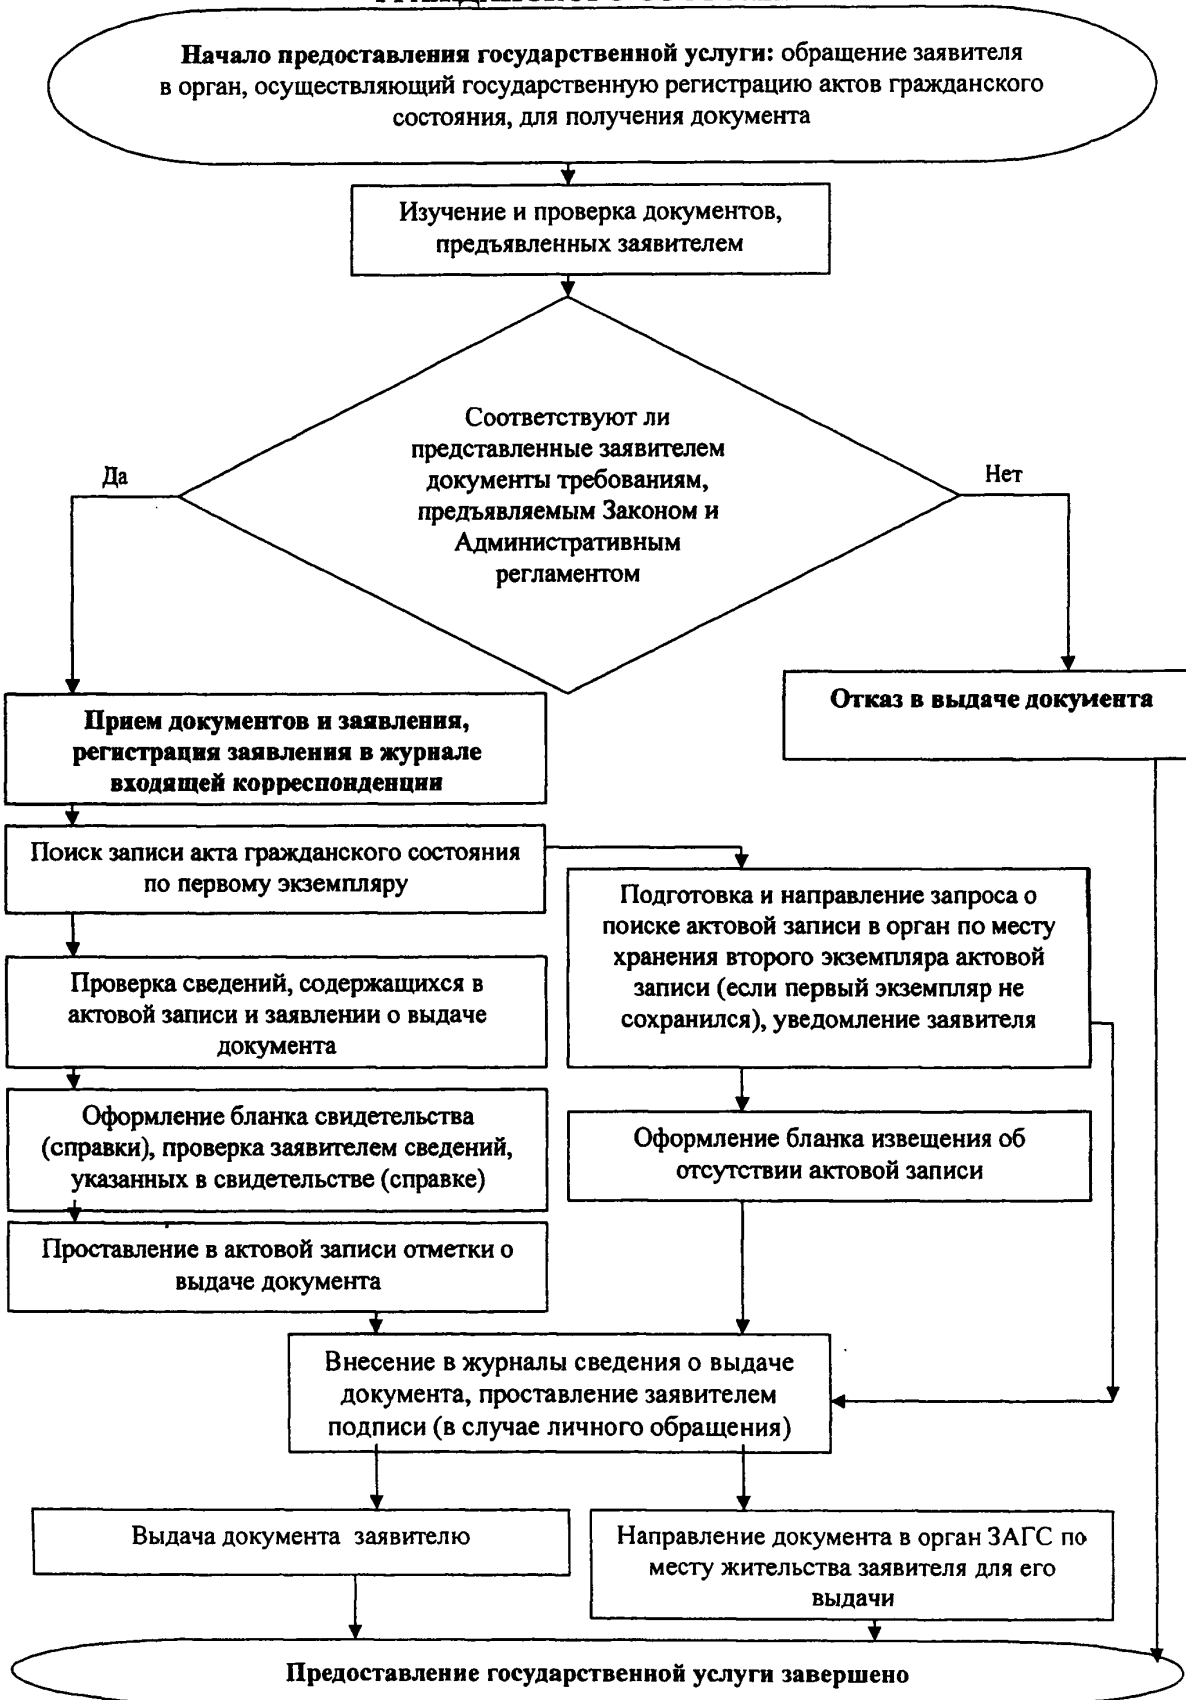 Начало предоставления государственной услуги: обращение заявителя
в орган, осуществляющий государственную регистрацию актов гражданского
состояния, для получения документа
Изучение и проверка документов,
предъявленных заявителем
Соответствуют ли
представленные заявителем
документы требованиям,
предъявляемым Законом и
Административным
регламентом
Да
Нет
Отказ в выдаче документа
Прием документов и заявления,
регистрация заявления в журнале
входящей корреспонденции
Поиск записи акта гражданского состояния
по первому экземпляру
Подготовка и направление запроса о
поиске актовой записи в орган по месту
хранения второго экземпляра актовой
записи (если первый экземпляр не
сохранился), уведомление заявителя
Проверка сведений, содержащихся в
актовой записи и заявлении о выдаче
документа
Оформление бланка свидетельства
(справки), проверка заявителем сведений,
указанных в свидетельстве (справке)
Оформление бланка извещения об
отсутствии актовой записи
Проставление в актовой записи отметки о
выдаче документа
Внесение в журналы сведения о выдаче
документа, проставление заявителем
подписи (в случае личного обращения)
Выдача документа заявителю
Направление документа в орган ЗАГС по
месту жительства заявителя для его
выдачи
Предоставление государственной услуги завершено